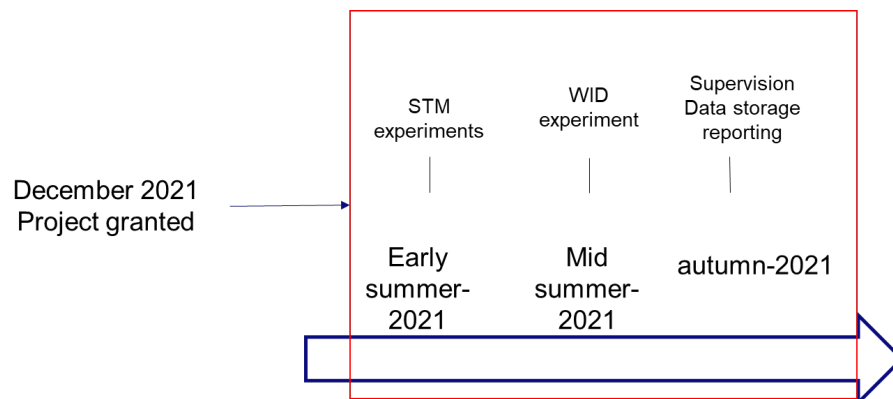 December 2021
Project granted
STM
experiments
WID
experiment
Supervision
Data storage
reporting
Early
summer-
2021
Mid
summer-
2021
autumn-2021